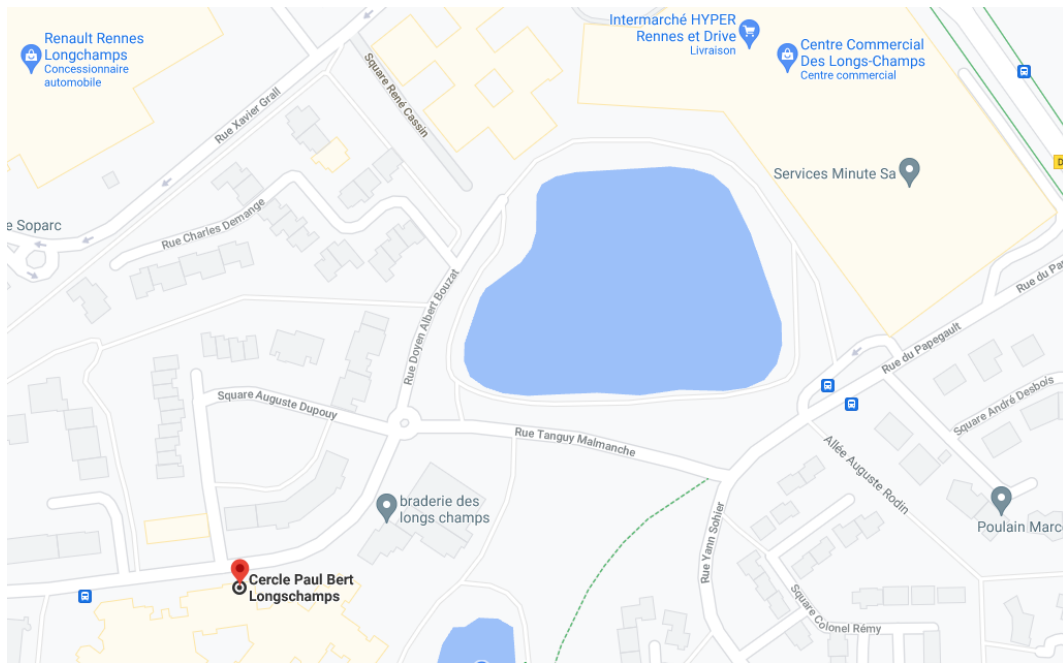 Renault Rennes
Longchamps
Concessionnaire
automobile
Intermarché HYPER
Rennes et Drive
Livraison
Centre Commercial
Des Longs-Champs
Centre commercial
Square René Cassin
Rue Xavier Grall
D
Services Minute Sa
e Soparc
Rue Charles Demange
Rue Doyen Albert Bouzat
Rue du Pap
Rue du Papegault
Square André Desbois
Square Auguste Dupouy
Rue Tanguy Malmanche
Allée Auguste Rodin
braderie des
longs champs
Poulain Marc
Rue Yann Sohier
Cercle Paul Bert
Longschamps
Square Colonel Rémy